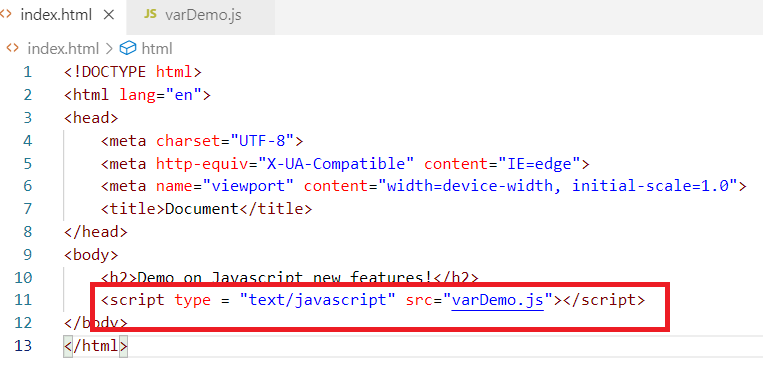 <> index.html ×
JS varDemo.js
<> index.html > html
1 <!DOCTYPE html>
2 <html lang="en">
3 <head>
4 <meta charset="UTF-8">
5 <meta http-equiv="X-UA-Compatible" content="IE=edge">
6 <meta name="viewport" content="width=device-width, initial-scale=1.0">
7 <title>Document</title>
8 </head>
9 <body>
10 <h2>Demo on Javascript new features!</h2>
11 <script type = "text/javascript" src="varDemo.js"></script>
12 </body>
13 </html>